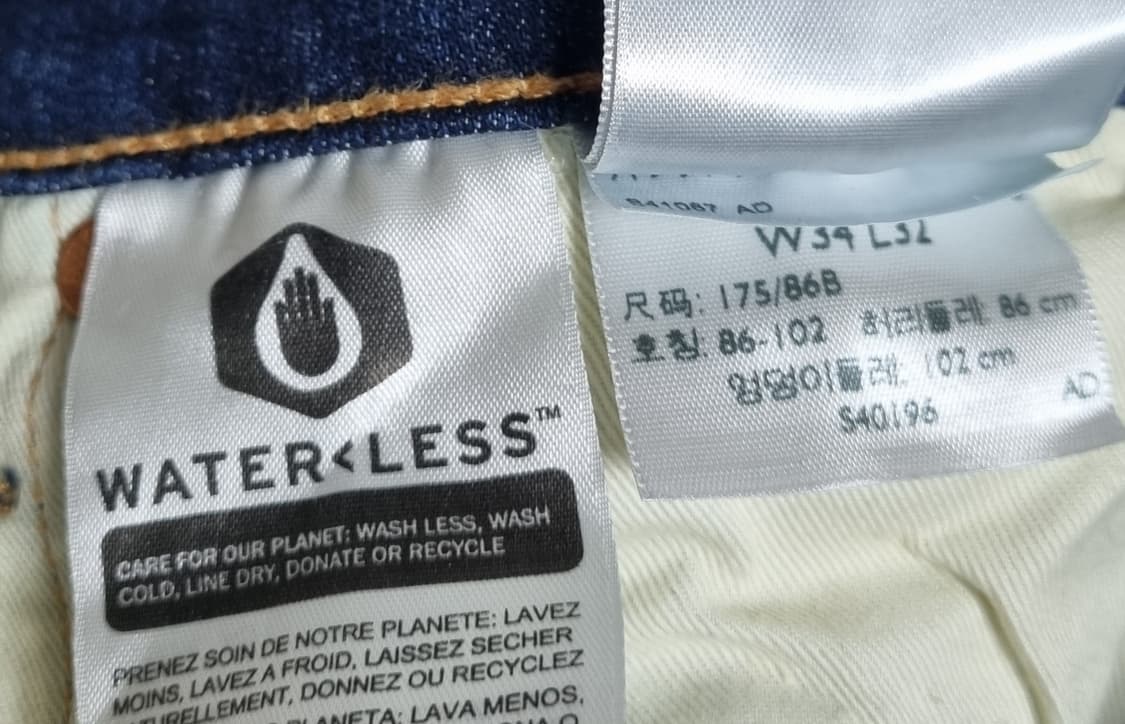 WATER<LESS™
CARE FOR OUR PLANET: WASH LESS, WASH
COLD, LINE DRY, DONATE OR RECYCLE
PRENEZ SOIN DE NOTRE PLANETE: LAVEZ
MOINS, LAVEZ A FROID, LAISSEZ SECHER
NATURELLEMENT, DONNEZ OU RECYCLEZ
PLANETA: LAVA MENOS,
S41087 AD
W34 L32
尺码: 175/86B
호칭: 86-102 허리둘레: 86 cm
엉덩이둘레: 102 cm
AD
S40196